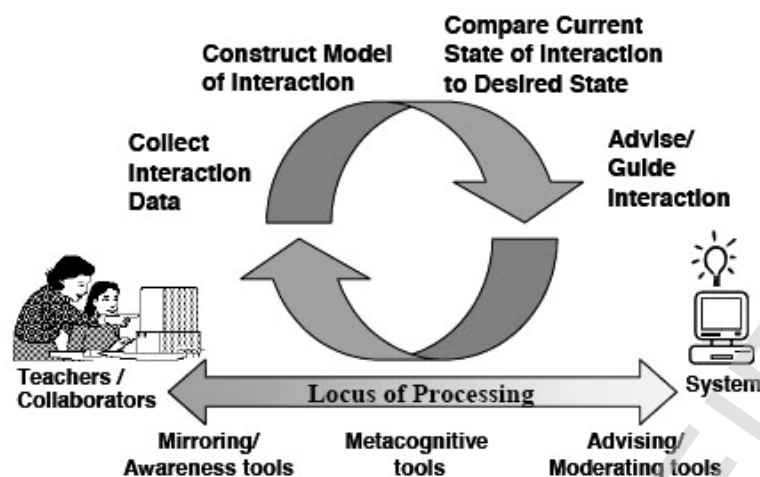 Construct Model
of Interaction
Compare Current
State of Interaction
to Desired State
Collect
Interaction
Data
Advise/
Guide
Interaction
Teachers /
Collaborators
Locus of Processing
System
Mirroring/
Awareness tools
Metacognitive
tools
Advising/
Moderating tools